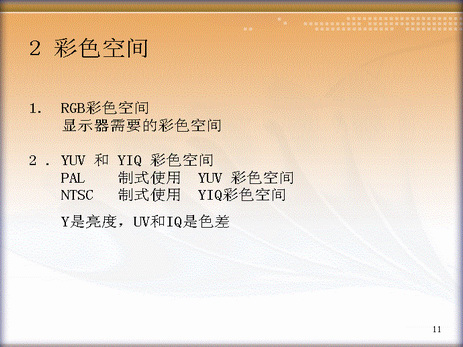 2 彩色空间
1. RGB彩色空间
显示器需要的彩色空间
2 . YUV 和 YIQ 彩色空间
PAL 制式使用 YUV 彩色空间
NTSC 制式使用 YIQ彩色空间
Y是亮度，UV和IQ是色差
11